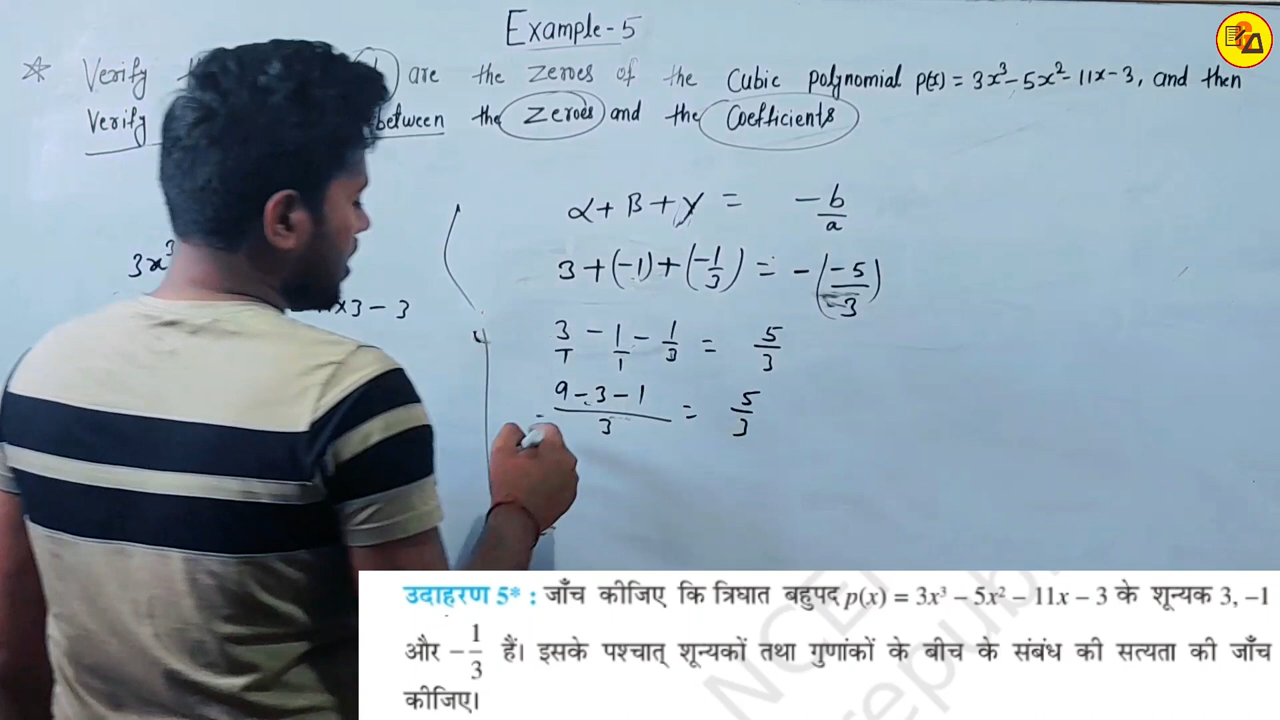 Example-5
Verify are the zeroes of the Cubic polynomial p(x) = 3x³ - 5x² - 11x - 3, and then
Verify between the Zeroes and the Coefficients
α + β + γ = -b/a
3 + (-1) + (-1/3) = -(-5/3)
3x³
x3 - 3
3/1 - 1/1 - 1/3 = 5/3
9 - 3 - 1/3 = 5/3
उदाहरण 5* : जाँच कीजिए कि त्रिघात बहुपद p(x) = 3x³ – 5x² – 11x – 3 के शून्यक 3, –1
और –1/3 हैं। इसके पश्चात् शून्यकों तथा गुणांकों के बीच के संबंध की सत्यता की जाँच
कीजिए।